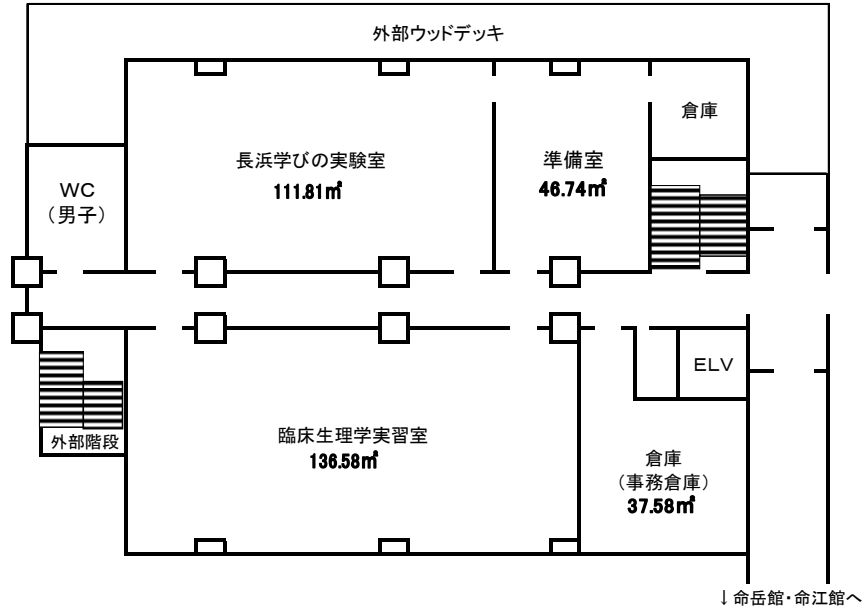 外部ウッドデッキ
倉庫
長浜学びの実験室
111.81㎡
準備室
46.74㎡
WC
(男子)
ELV
外部階段
臨床生理学実習室
136.58㎡
倉庫
(事務倉庫)
37.58㎡
↓命岳館・命江館へ